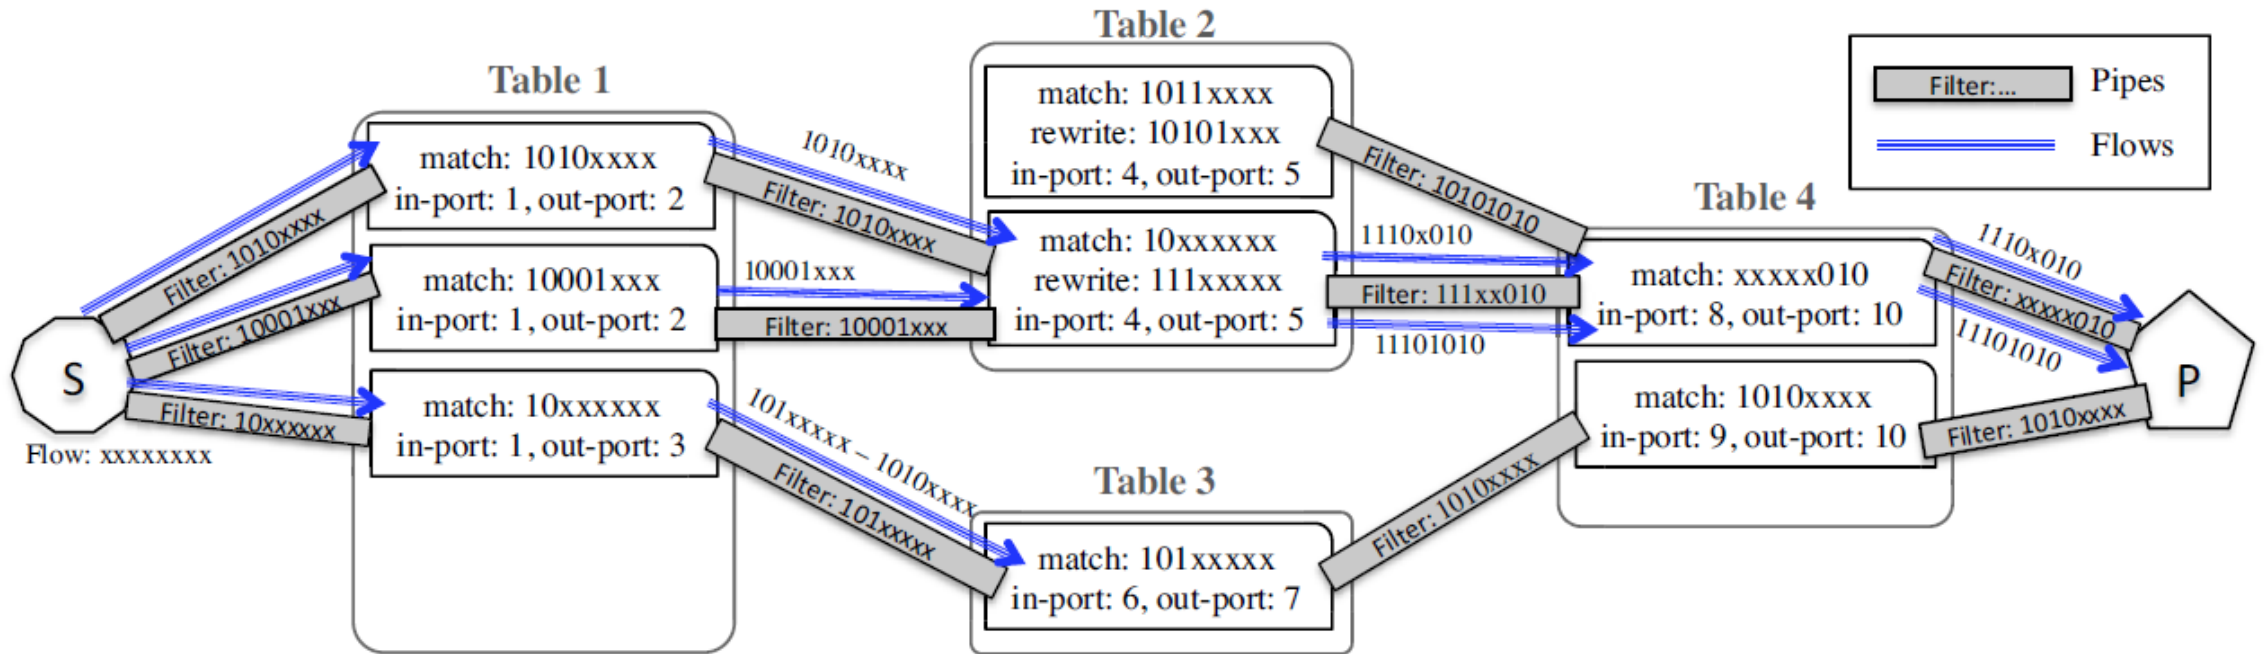 Table 1
Table 2
Table 3
Table 4
Filter:...
Pipes
Flows
S
Flow: xxxxxxxx
Filter: 1010xxxx
Filter: 10001xxx
Filter: 10xxxxxx
match: 1010xxxx
in-port: 1, out-port: 2
match: 10001xxx
in-port: 1, out-port: 2
match: 10xxxxxx
in-port: 1, out-port: 3
1010xxxx
Filter: 1010xxxx
10001xxx
Filter: 10001xxx
101xxxxx – 1010xxxx
Filter: 101xxxxx
match: 1011xxxx
rewrite: 10101xxx
in-port: 4, out-port: 5
match: 10xxxxxx
rewrite: 111xxxxx
in-port: 4, out-port: 5
match: 101xxxxx
in-port: 6, out-port: 7
Filter: 10101010
1110x010
Filter: 111xx010
11101010
Filter: 1010xxxx
match: xxxxx010
in-port: 8, out-port: 10
match: 1010xxxx
in-port: 9, out-port: 10
1110x010
Filter: xxxxx010
11101010
Filter: 1010xxxx
P